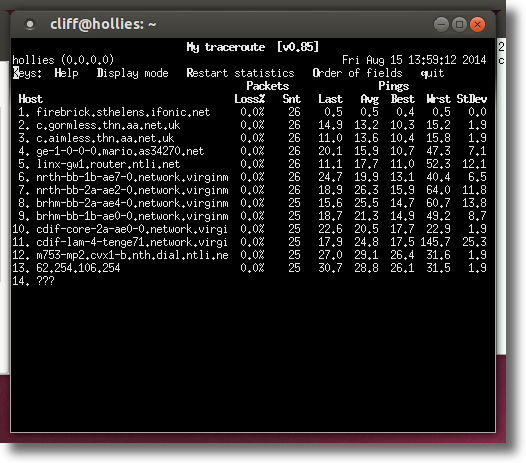 cliff@hollies: ~
My traceroute [v0.85]
hollies (0.0.0.0) Fri Aug 15 13:59:12 2014
Keys: Help Display mode Restart statistics Order of fields quit
Packets Pings
Host Loss% Snt Last Avg Best Wrst StDev
1. firebrick.sthelens.ifonic.net 0.0% 26 0.5 0.5 0.4 0.5 0.0
2. c.gormless.thn.aa.net.uk 0.0% 26 14.9 13.2 10.3 15.2 1.9
3. c.aimless.thn.aa.net.uk 0.0% 26 11.0 13.6 10.4 15.8 1.9
4. ge-1-0-0-0.mario.as34270.net 0.0% 26 20.1 15.9 10.7 47.3 7.1
5. linx-gw1.router.ntli.net 0.0% 26 11.1 17.7 11.0 52.3 12.1
6. nrth-bb-1b-ae7-0.network.virginm 0.0% 26 24.7 19.9 13.1 40.4 6.5
7. nrth-bb-2a-ae2-0.network.virginm 0.0% 26 18.9 26.3 15.9 64.0 11.8
8. brhm-bb-2a-ae4-0.network.virginm 0.0% 25 15.6 25.5 14.7 60.7 13.8
9. brhm-bb-1b-ae0-0.network.virginm 0.0% 25 18.7 21.3 14.9 49.2 8.7
10. cdif-core-2a-ae0-0.network.virgi 0.0% 25 22.6 20.5 17.7 22.9 1.9
11. cdif-lam-4-tenge71.network.virgi 0.0% 25 17.9 24.8 17.5 145.7 25.3
12. m753-mp2.cvx1-b.nth.dial.ntli.ne 0.0% 25 27.0 29.1 26.4 31.6 1.9
13. 62.254.106.254 0.0% 25 30.7 28.8 26.1 31.5 1.9
14. ???